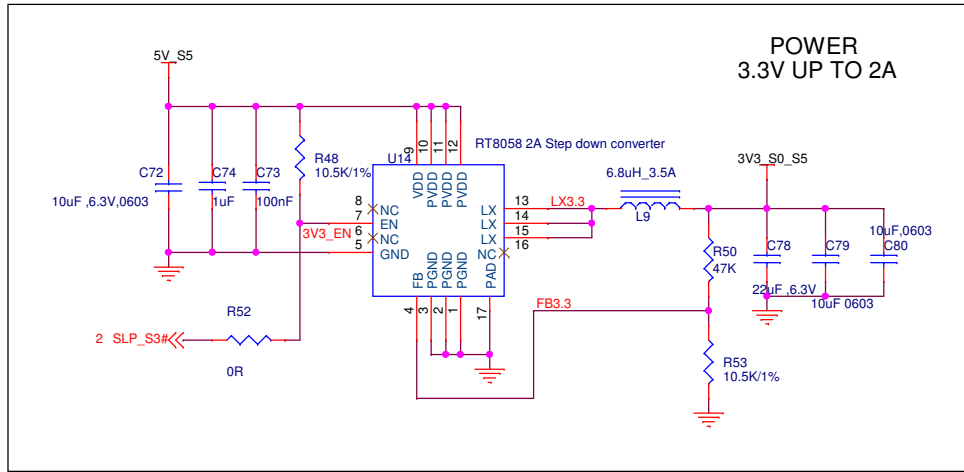 POWER
3.3V UP TO 2A
5V_S5
C72
10uF ,6.3V,0603
C74
1uF
C73
100nF
R48
10.5K/1%
U14
RT8058 2A Step down converter
9
10
11
12
VDD
PVDD
PVDD
PVDD
8
NC
7
EN
3V3_EN
6
NC
5
GND
LX
13
LX3.3
LX
14
LX
15
NC
16
FB
PGND
PGND
PGND
PAD
4
3
2
1
17
6.8uH_3.5A
L9
3V3_S0_S5
R50
47K
C78
22uF ,6.3V
C79
10uF 0603
10uF,0603
C80
FB3.3
R53
10.5K/1%
2 SLP_S3#
R52
0R